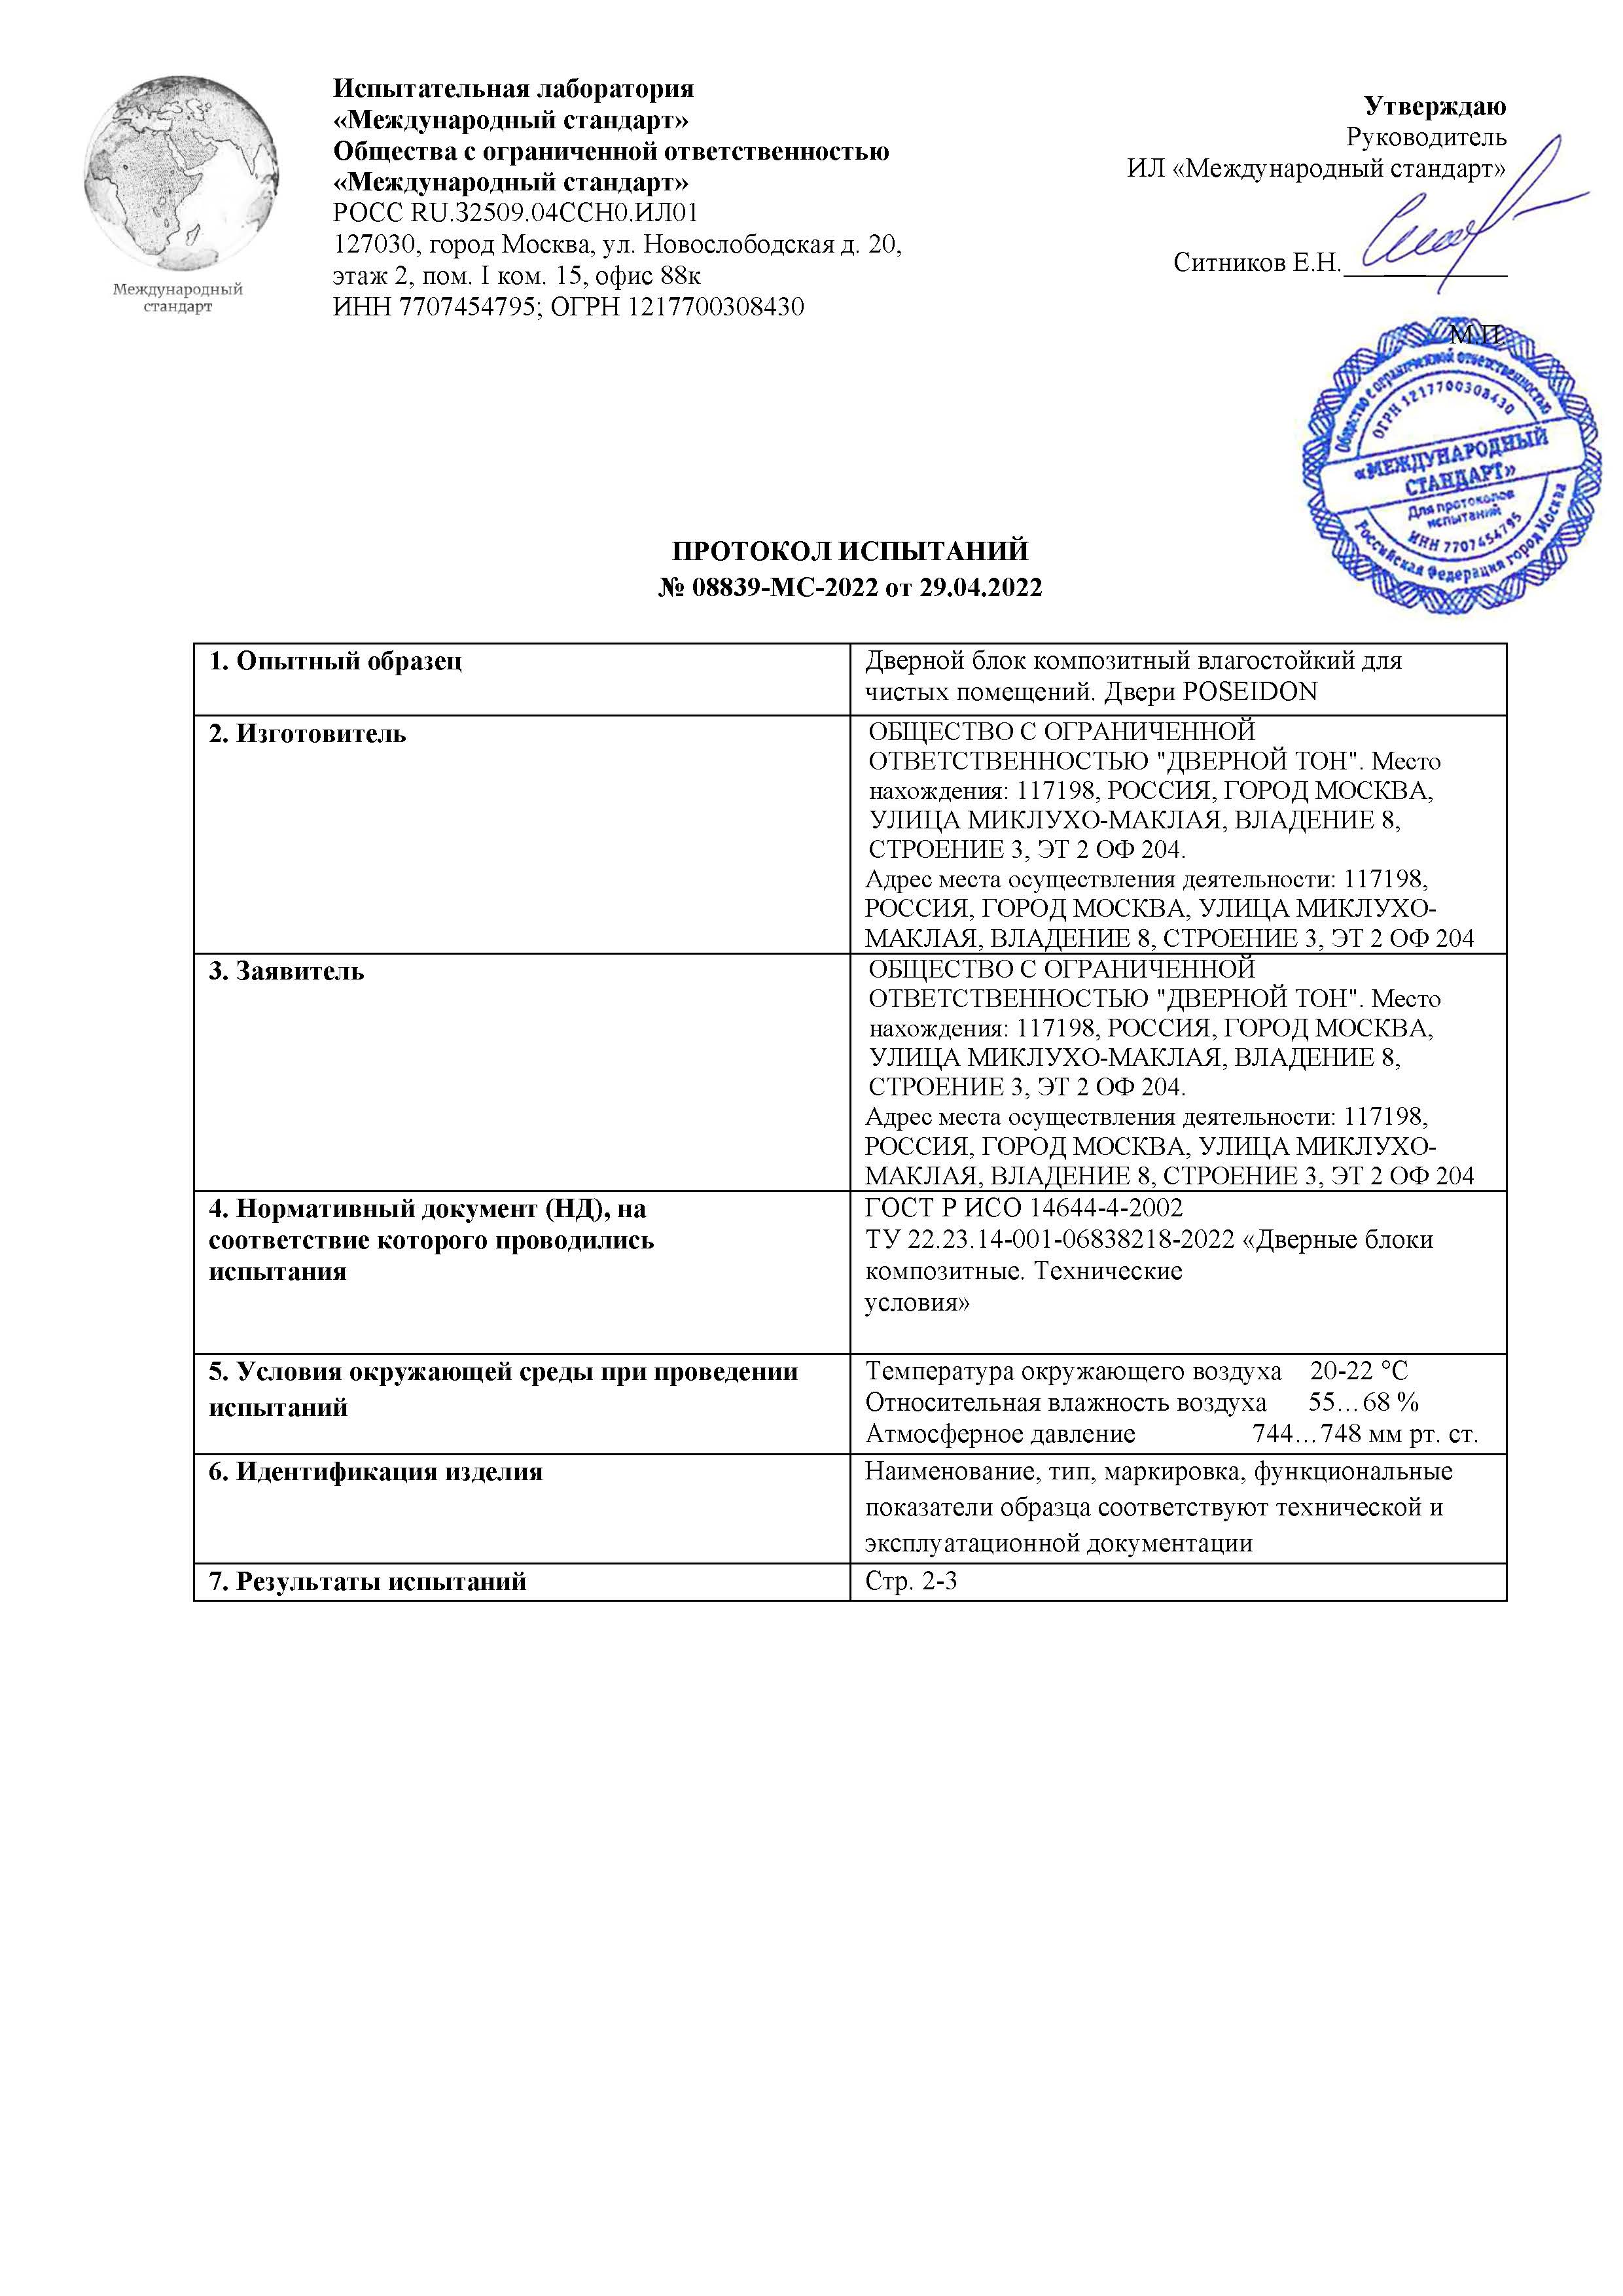 Испытательная лаборатория
«Международный стандарт»
Общества с ограниченной ответственностью
«Международный стандарт»
РОСС RU.32509.04ССН0.ИЛ01
127030, город Москва, ул. Новослободская д. 20,
этаж 2, пом. I ком. 15, офис 88к
ИНН 7707454795; ОГРН 1217700308430
Международный
стандарт
Утверждаю
Руководитель
ИЛ «Международный стандарт»
Ситников Е.Н.
М.П.
Общество с ограниченной ответственностью
ОГРН 1217700308430
«МЕЖДУНАРОДНЫЙ
СТАНДАРТ»
Для протоколов
испытаний
ИНН 7707454795
Российская Федерация город Москва
ПРОТОКОЛ ИСПЫТАНИЙ
№ 08839-МС-2022 от 29.04.2022
1. Опытный образец
Дверной блок композитный влагостойкий для
чистых помещений. Двери POSEIDON
2. Изготовитель
ОБЩЕСТВО С ОГРАНИЧЕННОЙ
ОТВЕТСТВЕННОСТЬЮ "ДВЕРНОЙ ТОН". Место
нахождения: 117198, РОССИЯ, ГОРОД МОСКВА,
УЛИЦА МИКЛУХО-МАКЛАЯ, ВЛАДЕНИЕ 8,
СТРОЕНИЕ 3, ЭТ 2 ОФ 204.
Адрес места осуществления деятельности: 117198,
РОССИЯ, ГОРОД МОСКВА, УЛИЦА МИКЛУХО-
МАКЛАЯ, ВЛАДЕНИЕ 8, СТРОЕНИЕ 3, ЭТ 2 ОФ 204
3. Заявитель
ОБЩЕСТВО С ОГРАНИЧЕННОЙ
ОТВЕТСТВЕННОСТЬЮ "ДВЕРНОЙ ТОН". Место
нахождения: 117198, РОССИЯ, ГОРОД МОСКВА,
УЛИЦА МИКЛУХО-МАКЛАЯ, ВЛАДЕНИЕ 8,
СТРОЕНИЕ 3, ЭТ 2 ОФ 204.
Адрес места осуществления деятельности: 117198,
РОССИЯ, ГОРОД МОСКВА, УЛИЦА МИКЛУХО-
МАКЛАЯ, ВЛАДЕНИЕ 8, СТРОЕНИЕ 3, ЭТ 2 ОФ 204
4. Нормативный документ (НД), на
соответствие которого проводились
испытания
ГОСТ Р ИСО 14644-4-2002
ТУ 22.23.14-001-06838218-2022 «Дверные блоки
композитные. Технические
условия»
5. Условия окружающей среды при проведении
испытаний
Температура окружающего воздуха 20-22 °С
Относительная влажность воздуха 55…68 %
Атмосферное давление 744…748 мм рт. ст.
6. Идентификация изделия
Наименование, тип, маркировка, функциональные
показатели образца соответствуют технической и
эксплуатационной документации
7. Результаты испытаний
Стр. 2-3